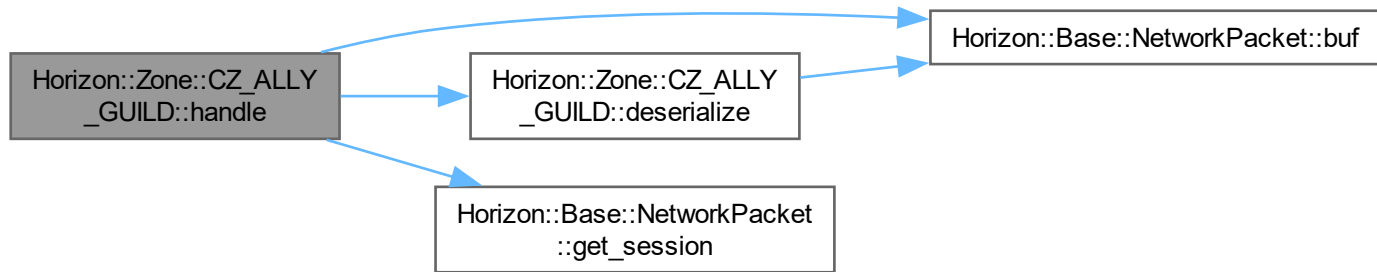 Horizon::Zone::CZ_ALLY
_GUILD::handle
Horizon::Zone::CZ_ALLY
_GUILD::deserialize
Horizon::Base::NetworkPacket::buf
Horizon::Base::NetworkPacket
::get_session